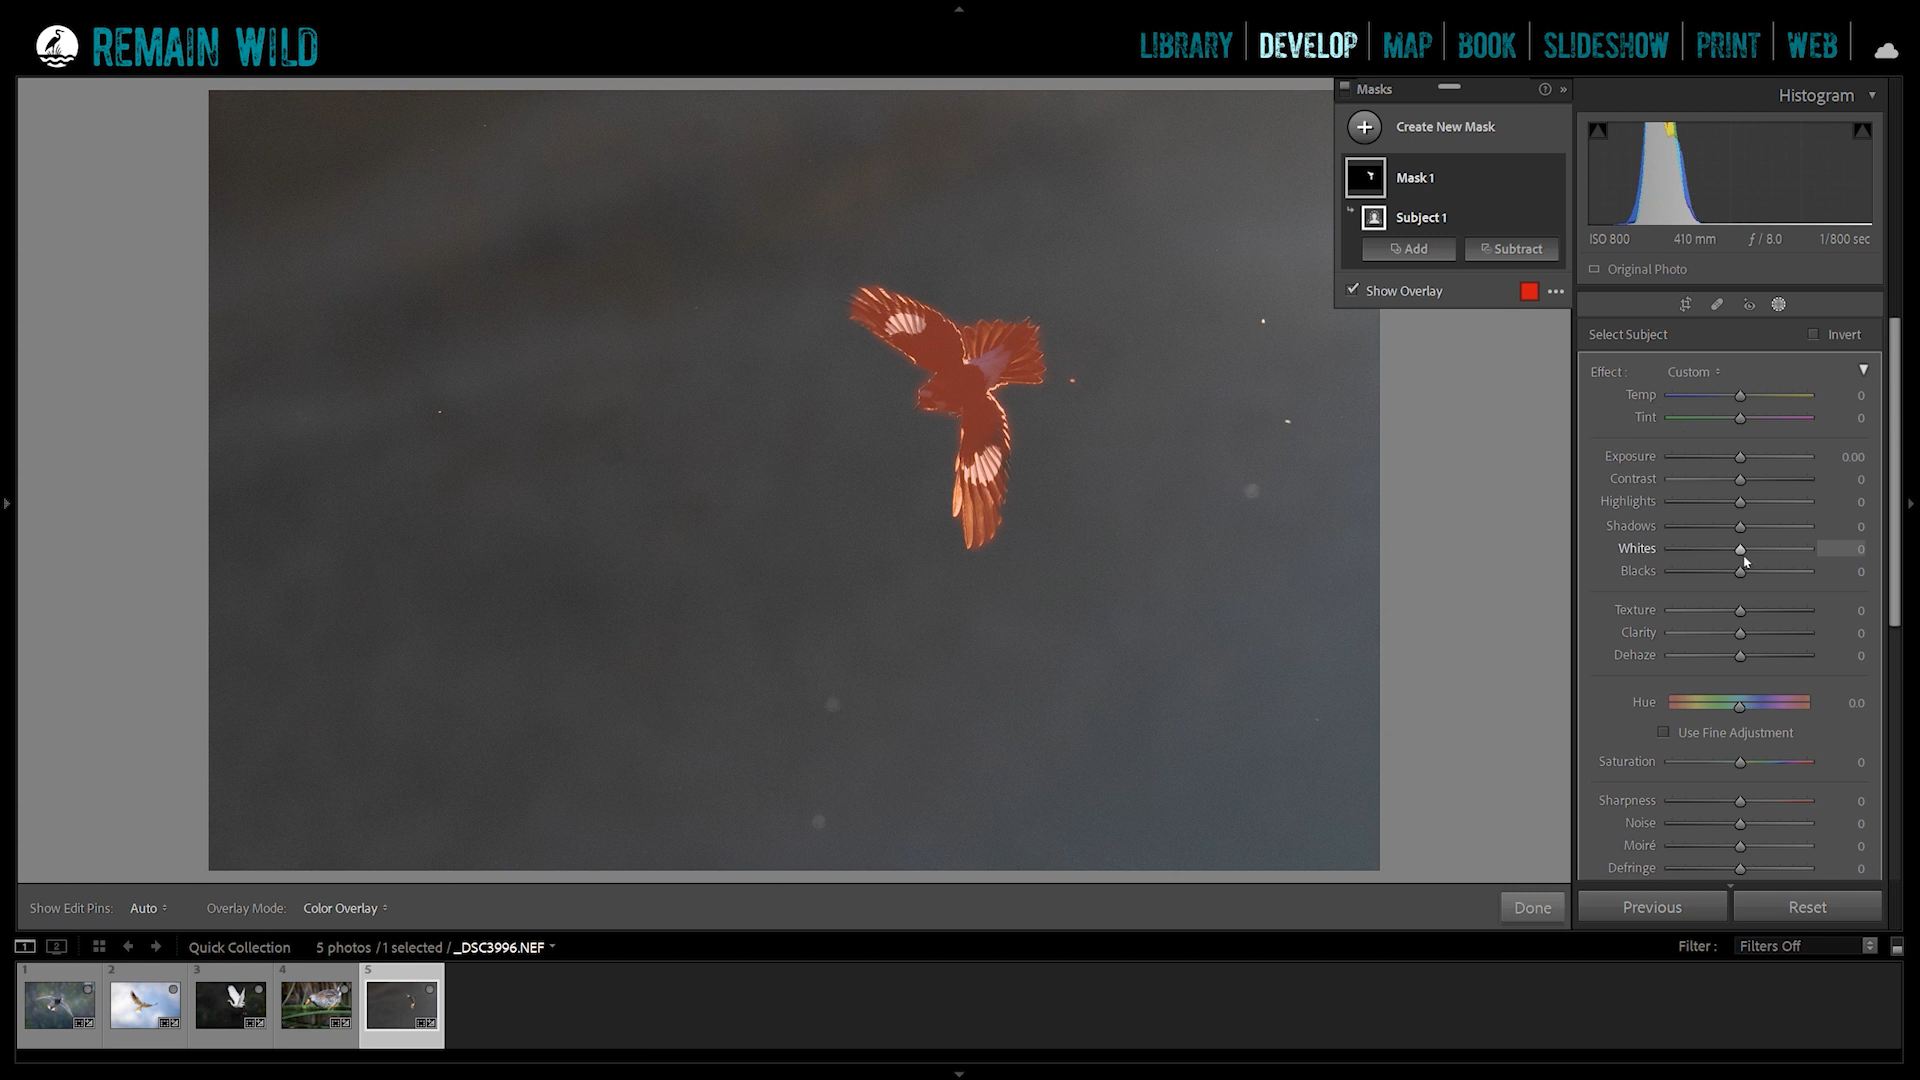 REMAIN WILD
LIBRARY DEVELOP MAP BOOK SLIDESHOW PRINT WEB
Masks
Create New Mask
Mask 1
Subject 1
Add Subtract
Show Overlay
Histogram
ISO 800 410 mm ƒ / 8.0 1/800 sec
Original Photo
Select Subject Invert
Effect : Custom
Temp 0
Tint 0
Exposure 0.00
Contrast 0
Highlights 0
Shadows 0
Whites 0
Blacks 0
Texture 0
Clarity 0
Dehaze 0
Hue 0.0
Use Fine Adjustment
Saturation 0
Sharpness 0
Noise 0
Moiré 0
Defringe 0
Show Edit Pins: Auto Overlay Mode: Color Overlay Done Previous Reset
1 2 Quick Collection 5 photos / 1 selected / _DSC3996.NEF Filter : Filters Off
1 2 3 4 5